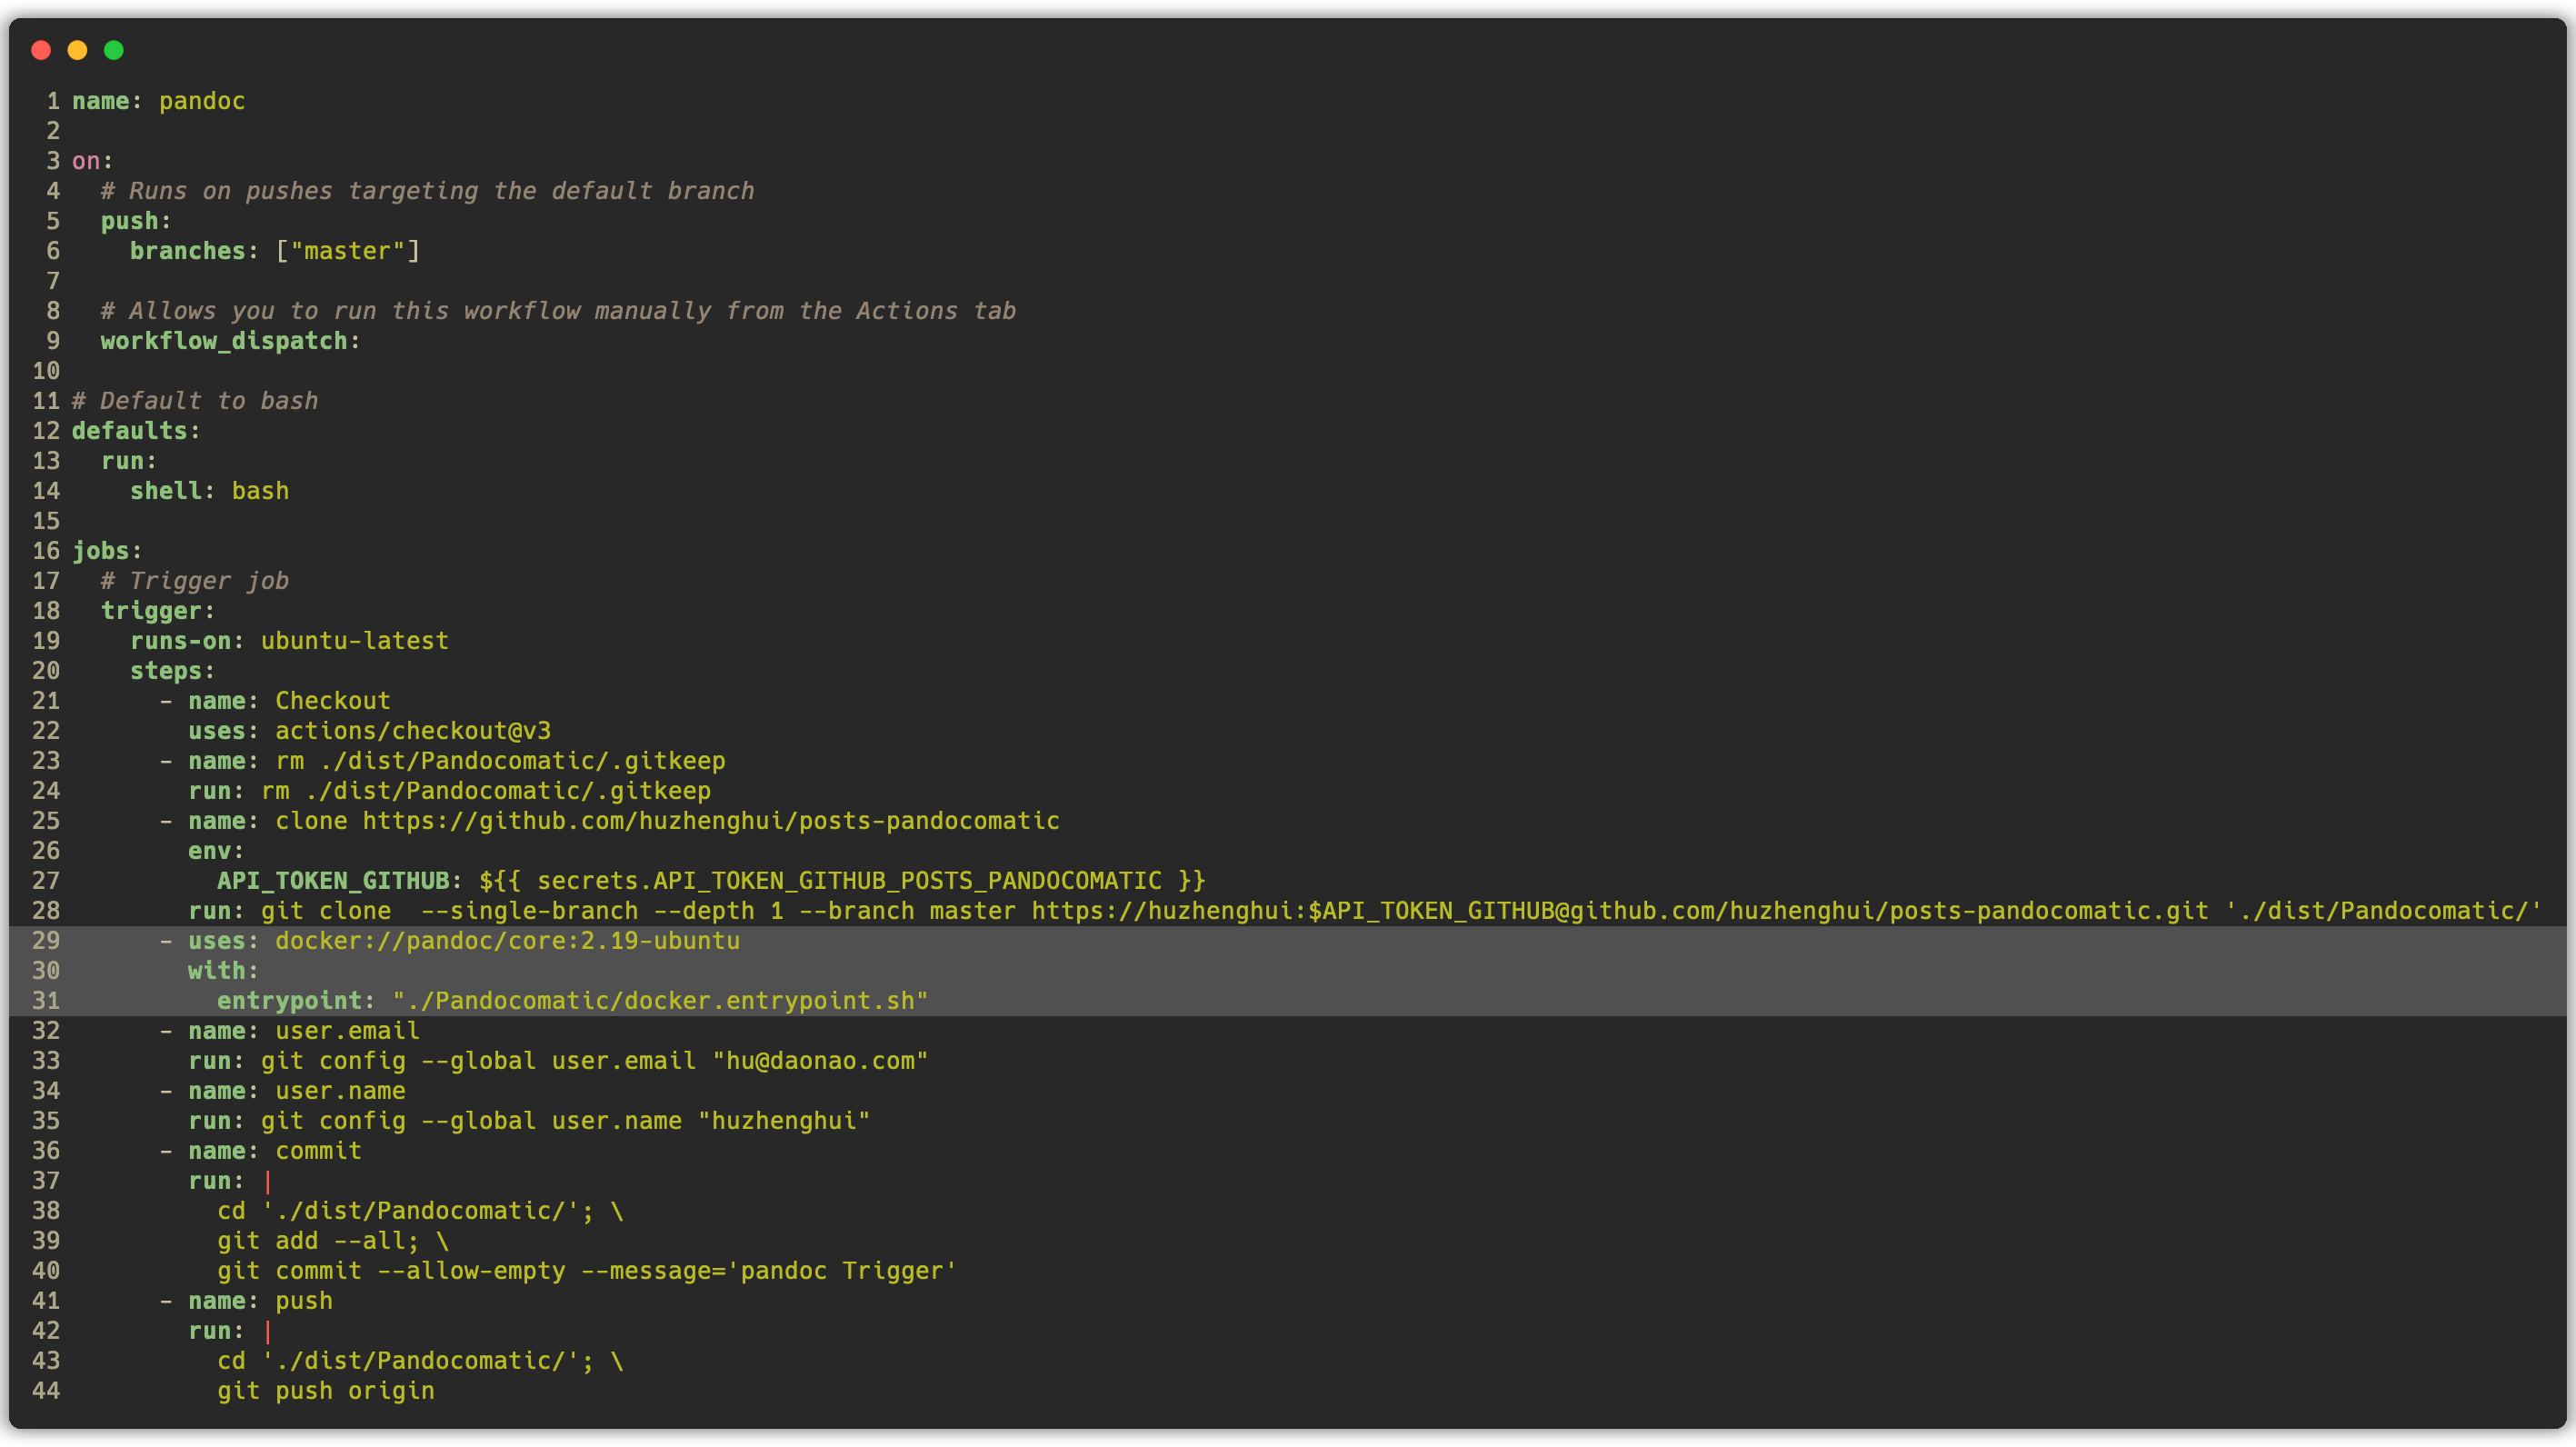 1 name: pandoc
2
3 on:
4   # Runs on pushes targeting the default branch
5   push:
6     branches: ["master"]
7
8   # Allows you to run this workflow manually from the Actions tab
9   workflow_dispatch:
10
11 # Default to bash
12 defaults:
13   run:
14     shell: bash
15
16 jobs:
17   # Trigger job
18   trigger:
19     runs-on: ubuntu-latest
20     steps:
21       - name: Checkout
22         uses: actions/checkout@v3
23       - name: rm ./dist/Pandocomatic/.gitkeep
24         run: rm ./dist/Pandocomatic/.gitkeep
25       - name: clone https://github.com/huzhenghui/posts-pandocomatic
26         env:
27           API_TOKEN_GITHUB: ${{ secrets.API_TOKEN_GITHUB_POSTS_PANDOCOMATIC }}
28         run: git clone  --single-branch --depth 1 --branch master https://huzhenghui:$API_TOKEN_GITHUB@github.com/huzhenghui/posts-pandocomatic.git './dist/Pandocomatic/'
29       - uses: docker://pandoc/core:2.19-ubuntu
30         with:
31           entrypoint: "./Pandocomatic/docker.entrypoint.sh"
32       - name: user.email
33         run: git config --global user.email "hu@daonao.com"
34       - name: user.name
35         run: git config --global user.name "huzhenghui"
36       - name: commit
37         run: |
38           cd './dist/Pandocomatic/'; \
39           git add --all; \
40           git commit --allow-empty --message='pandoc Trigger'
41       - name: push
42         run: |
43           cd './dist/Pandocomatic/'; \
44           git push origin